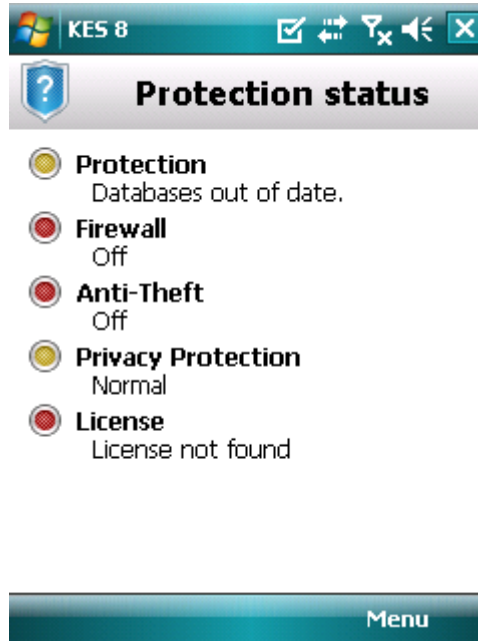 KES 8
Protection status
Protection
Databases out of date.
Firewall
Off
Anti-Theft
Off
Privacy Protection
Normal
License
License not found
Menu